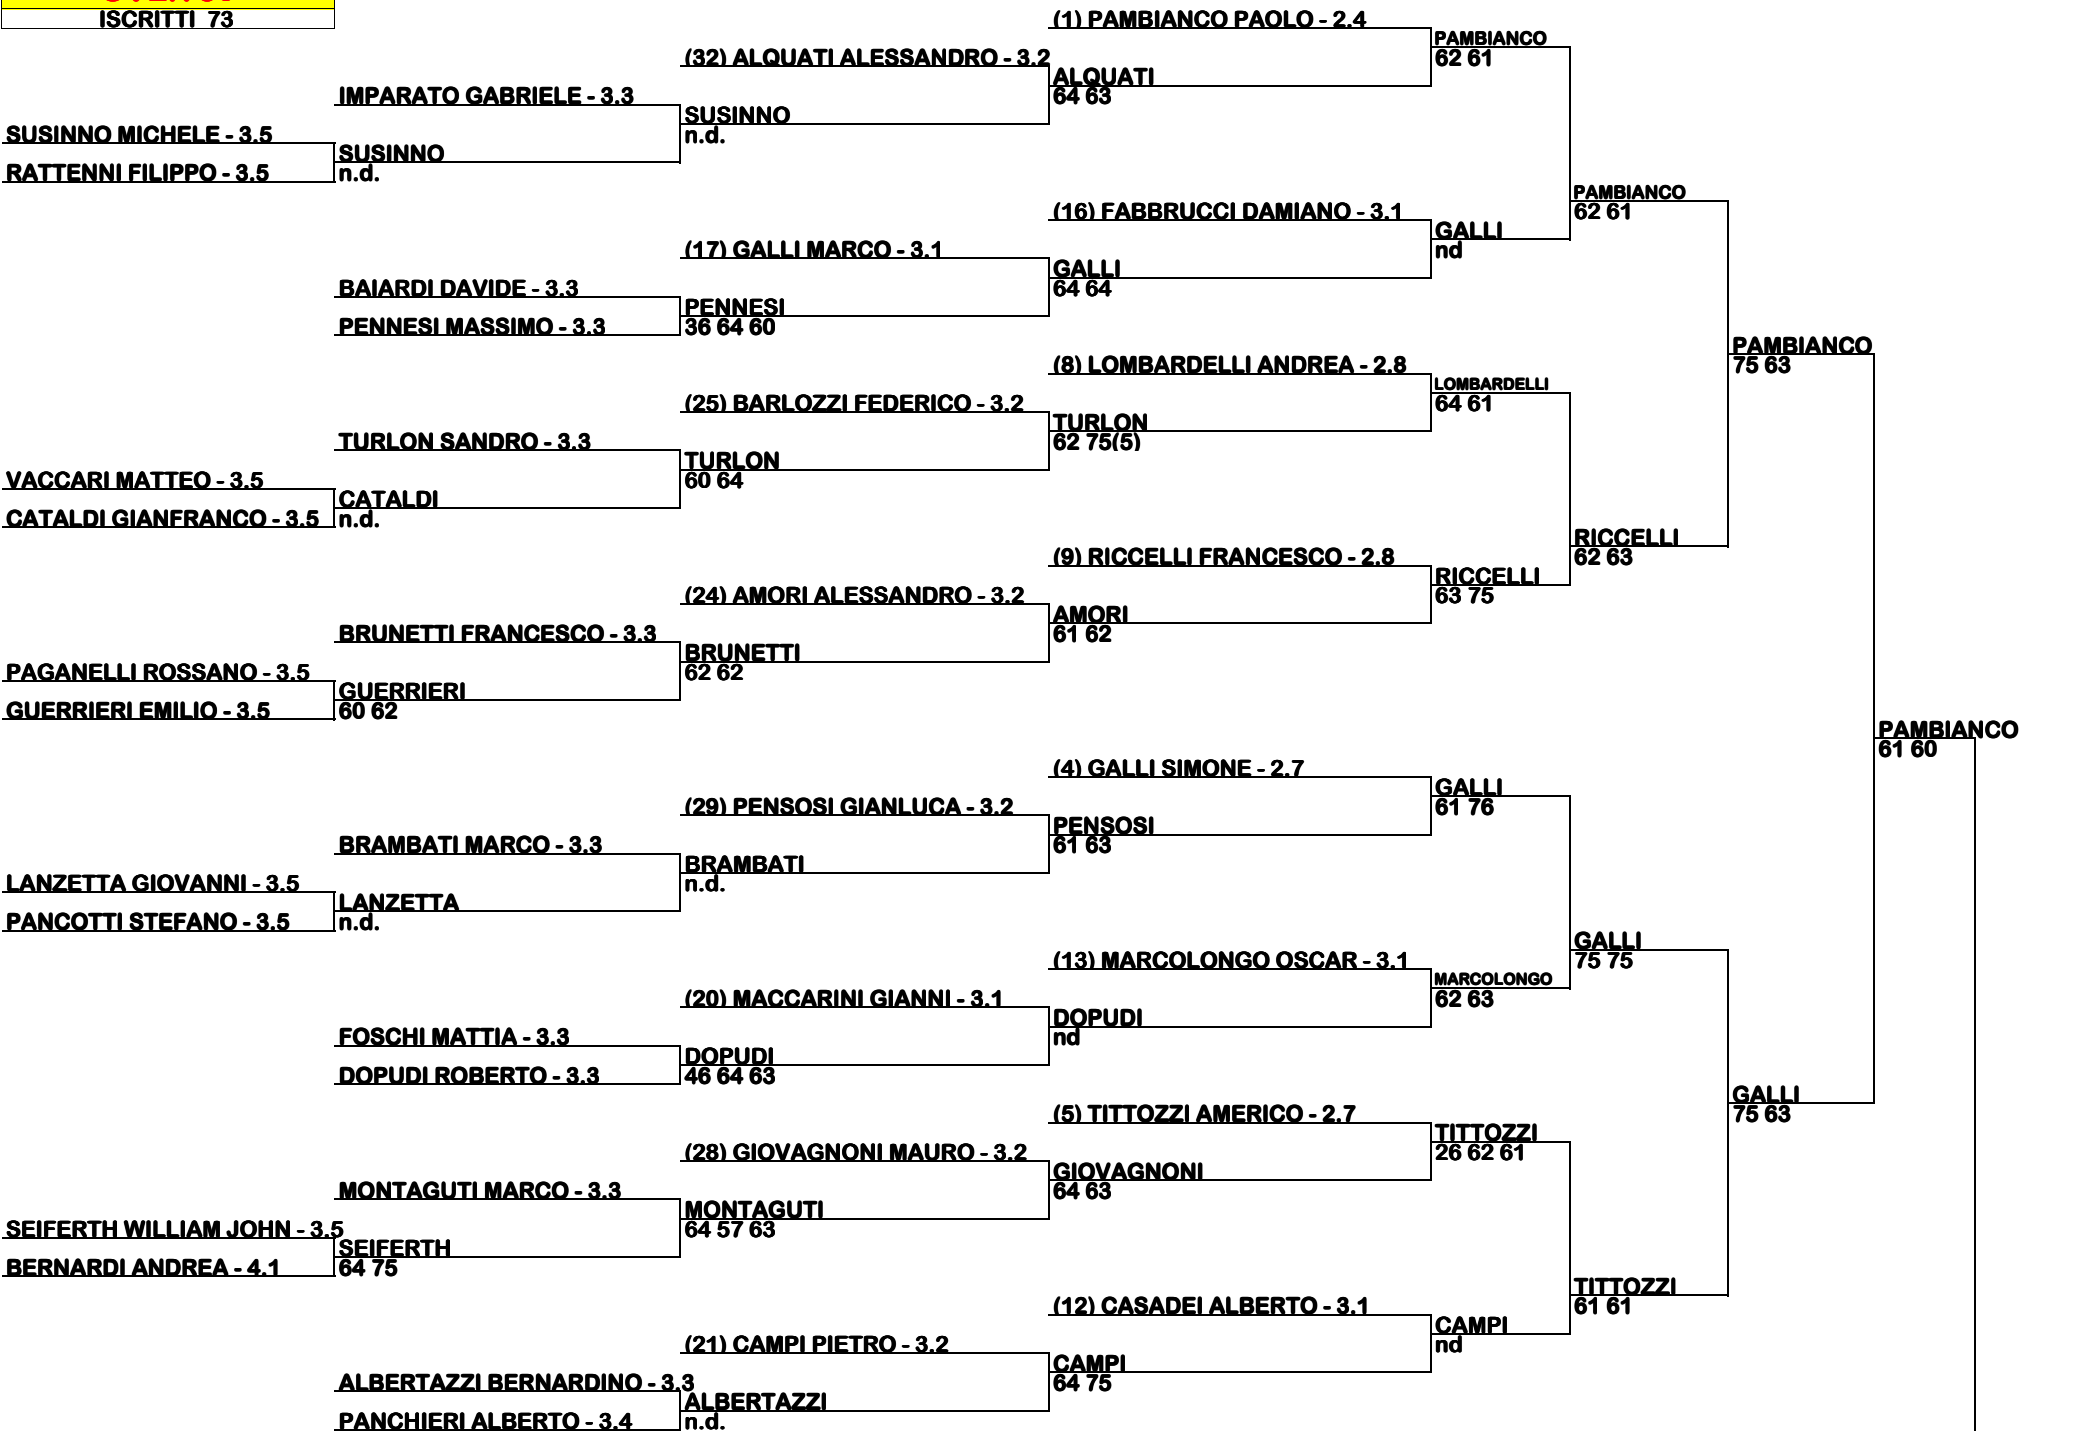 ISCRITTI 73
(1) PAMBIANCO PAOLO - 2.4
PAMBIANCO
62 61
(32) ALQUATI ALESSANDRO - 3.2
ALQUATI
64 63
IMPARATO GABRIELE - 3.3
SUSINNO
n.d.
SUSINNO MICHELE - 3.5
SUSINNO
n.d.
RATTENNI FILIPPO - 3.5
PAMBIANCO
62 61
(16) FABBRUCCI DAMIANO - 3.1
GALLI
nd
(17) GALLI MARCO - 3.1
GALLI
64 64
BAIARDI DAVIDE - 3.3
PENNESI
36 64 60
PENNESI MASSIMO - 3.3
PAMBIANCO
75 63
(8) LOMBARDELLI ANDREA - 2.8
LOMBARDELLI
64 61
(25) BARLOZZI FEDERICO - 3.2
TURLON
62 75(5)
TURLON SANDRO - 3.3
TURLON
60 64
VACCARI MATTEO - 3.5
CATALDI
n.d.
CATALDI GIANFRANCO - 3.5
RICCELLI
62 63
(9) RICCELLI FRANCESCO - 2.8
RICCELLI
63 75
(24) AMORI ALESSANDRO - 3.2
AMORI
61 62
BRUNETTI FRANCESCO - 3.3
BRUNETTI
62 62
PAGANELLI ROSSANO - 3.5
GUERRIERI
60 62
GUERRIERI EMILIO - 3.5
PAMBIANCO
61 60
(4) GALLI SIMONE - 2.7
GALLI
61 76
(29) PENSOSI GIANLUCA - 3.2
PENSOSI
61 63
BRAMBATI MARCO - 3.3
BRAMBATI
n.d.
LANZETTA GIOVANNI - 3.5
LANZETTA
n.d.
PANCOTTI STEFANO - 3.5
GALLI
75 75
(13) MARCOLONGO OSCAR - 3.1
MARCOLONGO
62 63
(20) MACCARINI GIANNI - 3.1
DOPUDI
nd
FOSCHI MATTIA - 3.3
DOPUDI
46 64 63
DOPUDI ROBERTO - 3.3
GALLI
75 63
(5) TITTOZZI AMERICO - 2.7
TITTOZZI
26 62 61
(28) GIOVAGNONI MAURO - 3.2
GIOVAGNONI
64 63
MONTAGUTI MARCO - 3.3
MONTAGUTI
64 57 63
SEIFERTH WILLIAM JOHN - 3.5
SEIFERTH
64 75
BERNARDI ANDREA - 4.1
TITTOZZI
61 61
(12) CASADEI ALBERTO - 3.1
CAMPI
nd
(21) CAMPI PIETRO - 3.2
CAMPI
64 75
ALBERTAZZI BERNARDINO - 3.3
ALBERTAZZI
n.d.
PANCHIERI ALBERTO - 3.4